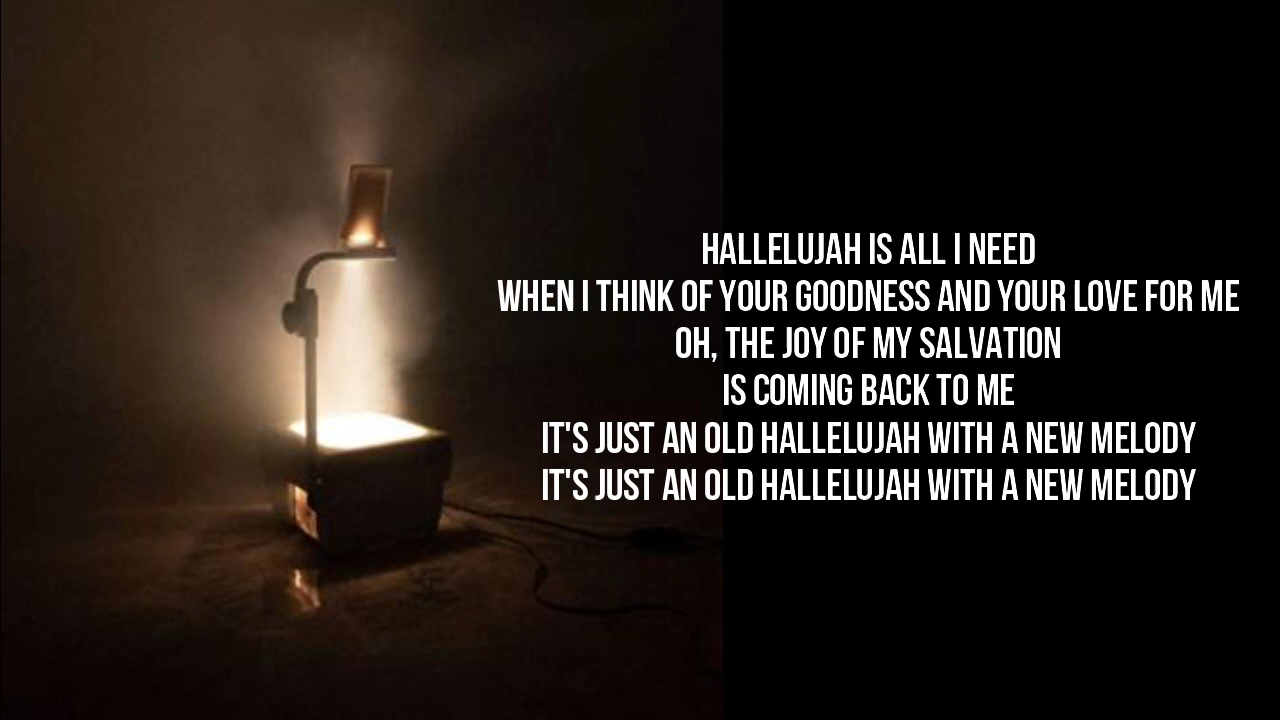 HALLELUJAH IS ALL I NEED
WHEN I THINK OF YOUR GOODNESS AND YOUR LOVE FOR ME
OH, THE JOY OF MY SALVATION
IS COMING BACK TO ME
IT'S JUST AN OLD HALLELUJAH WITH A NEW MELODY
IT'S JUST AN OLD HALLELUJAH WITH A NEW MELODY